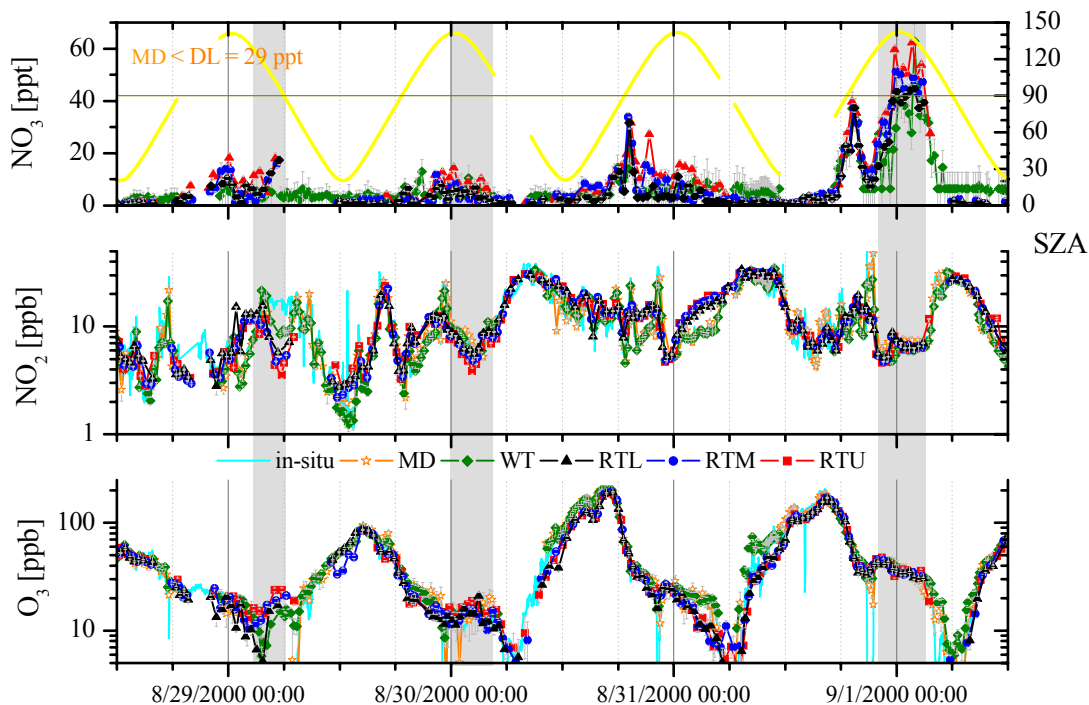 NO₃ [ppt]
60
40
20
0
MD < DL = 29 ppt
150
120
90
60
30
0
SZA
NO₂ [ppb]
10
1
in-situ MD WT RTL RTM RTU
O₃ [ppb]
100
10
8/29/2000 00:00 8/30/2000 00:00 8/31/2000 00:00 9/1/2000 00:00